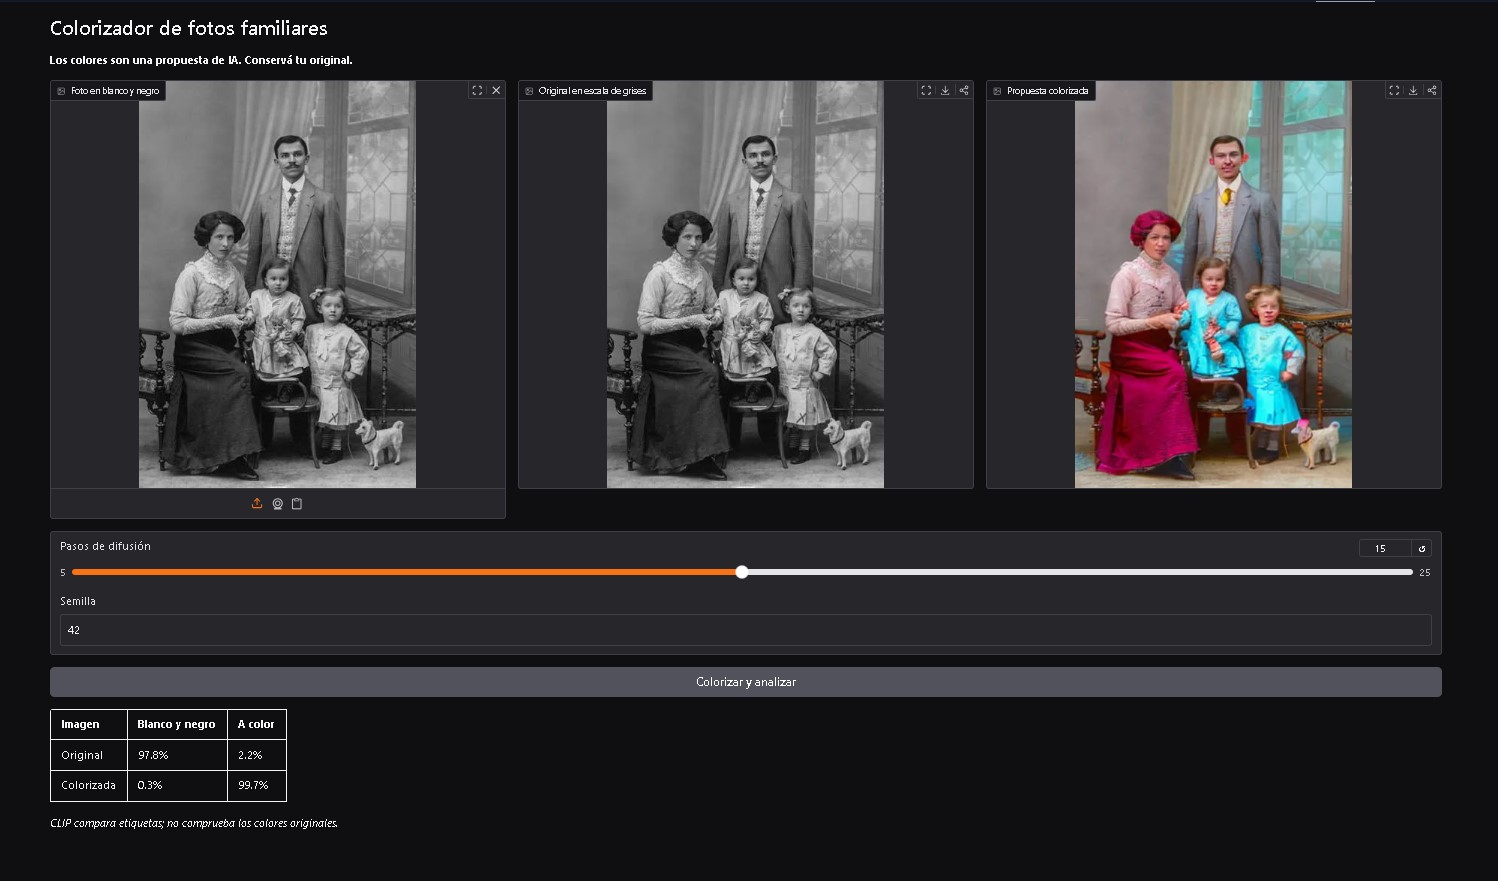 Colorizador de fotos familiares
Los colores son una propuesta de IA. Conservá tu original.
Foto en blanco y negro
Original en escala de grises
Propuesta colorizada
Pasos de difusión
15
5
25
Semilla
42
Colorizar y analizar
Imagen Blanco y negro A color
Original 97.8% 2.2%
Colorizada 0.3% 99.7%
CLIP compara etiquetas; no comprueba los colores originales.